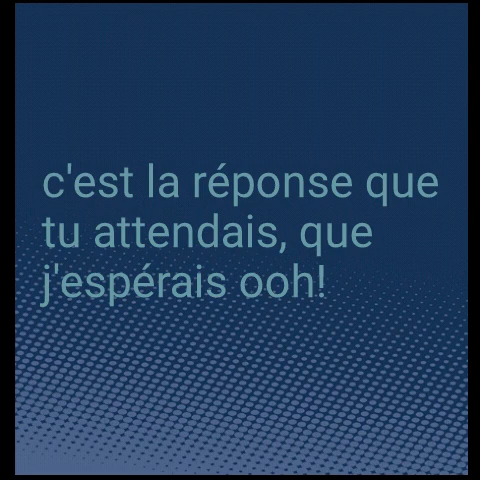 c'est la réponse que
tu attendais, que
j'espérais ooh!